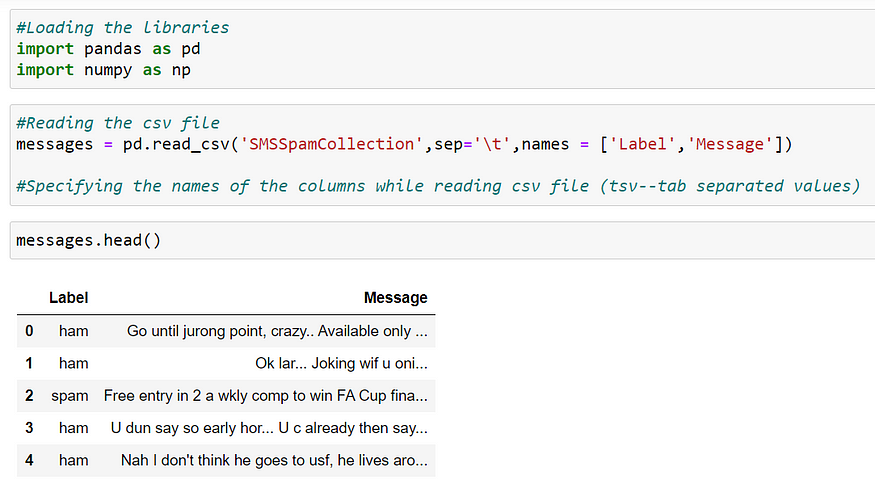 #Loading the libraries
import pandas as pd
import numpy as np
#Reading the csv file
messages = pd.read_csv('SMSSpamCollection',sep='\t',names = ['Label','Message'])
#Specifying the names of the columns while reading csv file (tsv--tab separated values)
messages.head()
Label Message
0 ham Go until jurong point, crazy.. Available only ...
1 ham Ok lar... Joking wif u oni...
2 spam Free entry in 2 a wkly comp to win FA Cup fina...
3 ham U dun say so early hor... U c already then say...
4 ham Nah I don't think he goes to usf, he lives aro...